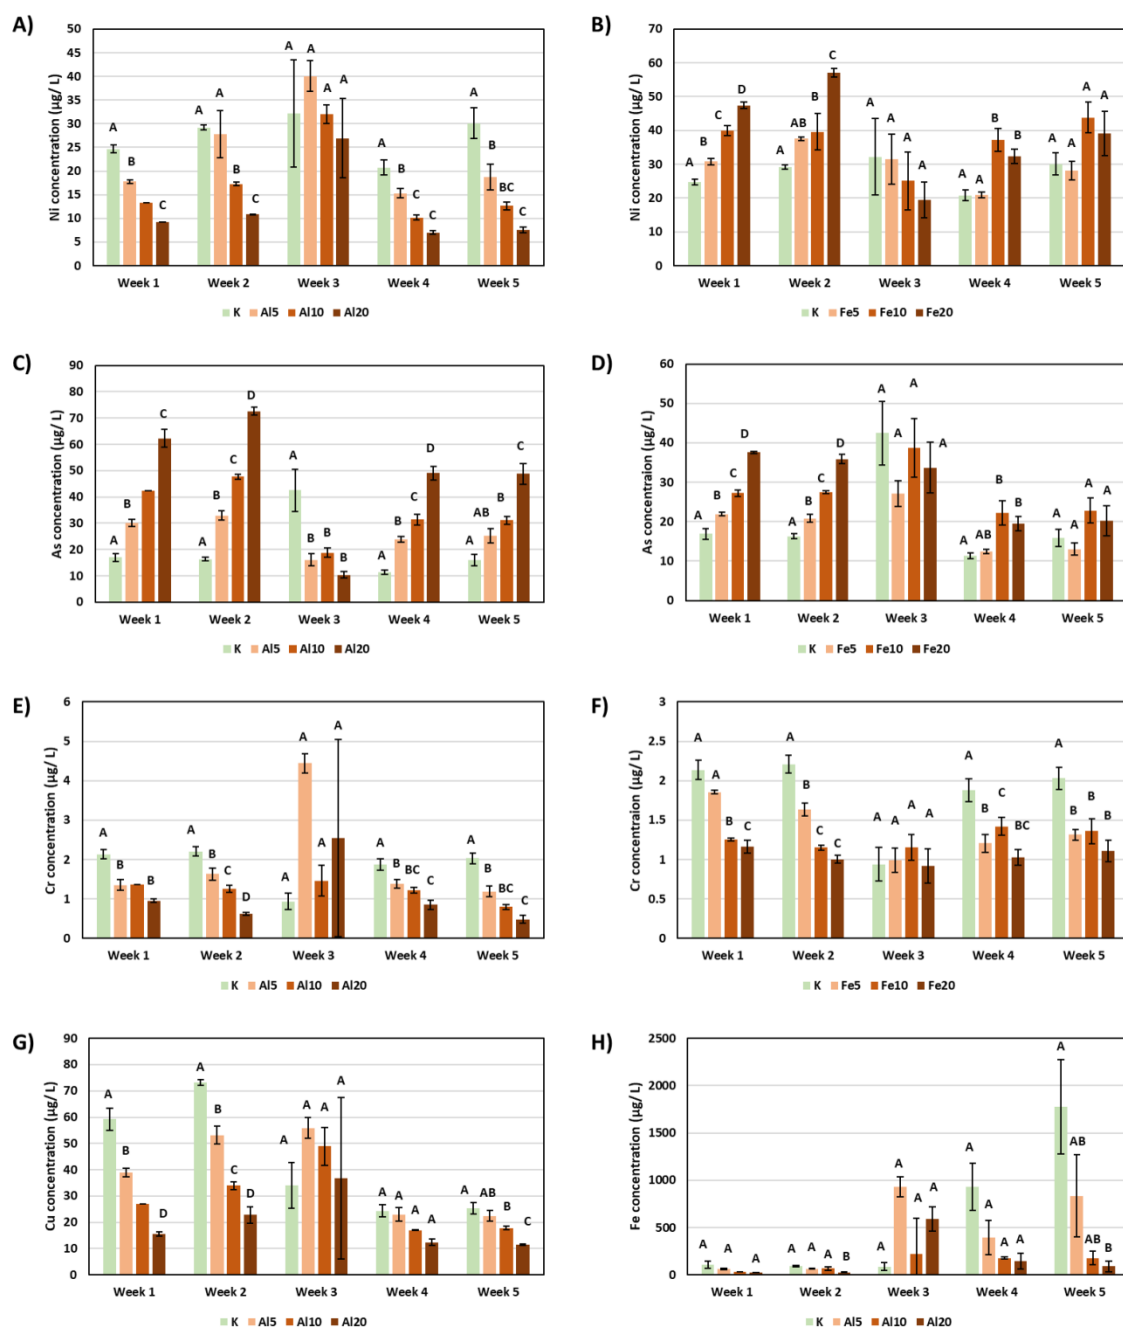 A)
Ni concentration (µg/ L)
50
45
40
35
30
25
20
15
10
5
0
A B C
A A B C
A A A A
A B C C
A B BC C
Week 1 Week 2 Week 3 Week 4 Week 5
K Al5 Al10 Al20
B)
Ni concentration (µg/ L)
70
60
50
40
30
20
10
0
A B C D
A AB B C
A A A A
A A B B
A A A A
Week 1 Week 2 Week 3 Week 4 Week 5
K Fe5 Fe10 Fe20
C)
As concentration (µg/ L)
90
80
70
60
50
40
30
20
10
0
A B C
A B C D
A B B B
A B C D
A AB B C
Week 1 Week 2 Week 3 Week 4 Week 5
K Al5 Al10 Al20
D)
As concentraion (µg/ L)
60
50
40
30
20
10
0
A B C D
A B C D
A A A A
A AB B B
A A A A
Week 1 Week 2 Week 3 Week 4 Week 5
K Fe5 Fe10 Fe20
E)
Cr concentration (µg/ L)
6
5
4
3
2
1
0
A B B
A B C D
A A A A
A B BC C
A B BC C
Week 1 Week 2 Week 3 Week 4 Week 5
K Al5 Al10 Al20
F)
Cr concentraion (µg/ L)
3
2.5
2
1.5
1
0.5
0
A A B C
A B C C
A A A A
A B C BC
A B B B
Week 1 Week 2 Week 3 Week 4 Week 5
K Fe5 Fe10 Fe20
G)
Cu concentration (µg/ L)
90
80
70
60
50
40
30
20
10
0
A B D
A B C D
A A A A
A A A A
A AB B C
Week 1 Week 2 Week 3 Week 4 Week 5
K Al5 Al10 Al20
H)
Fe concentration (µg/ L)
2500
2000
1500
1000
500
0
A A A
A A A B
A A A A
A A A A
A AB AB B
Week 1 Week 2 Week 3 Week 4 Week 5
K Al5 Al10 Al20